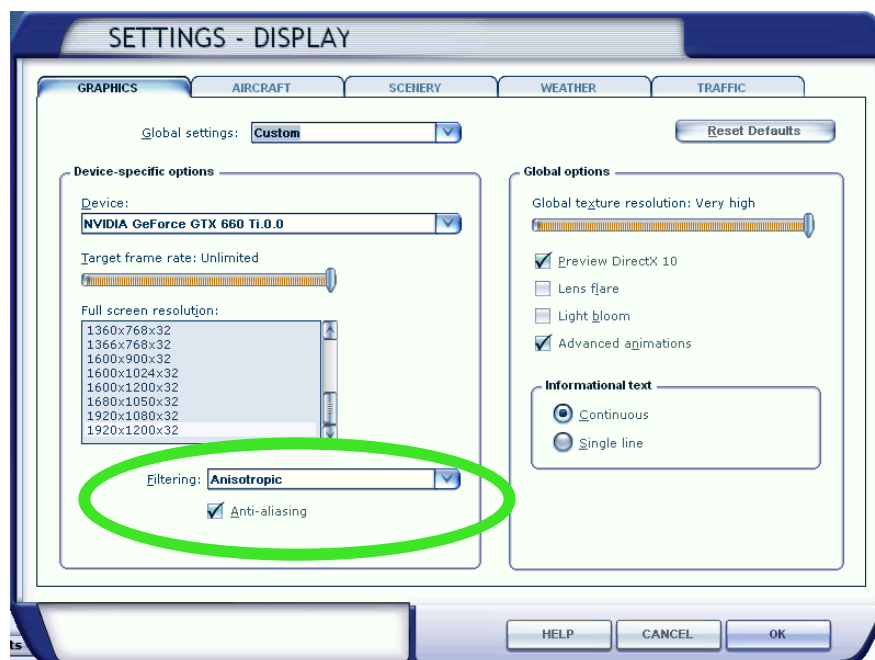 SETTINGS - DISPLAY
GRAPHICS
AIRCRAFT
SCENERY
WEATHER
TRAFFIC
Global settings: Custom
Reset Defaults
Device-specific options
Device:
NVIDIA GeForce GTX 660 Ti.0.0
Target frame rate: Unlimited
Full screen resolution:
1360x768x32
1366x768x32
1600x900x32
1600x1024x32
1600x1200x32
1680x1050x32
1920x1080x32
1920x1200x32
Filtering: Anisotropic
Anti-aliasing
Global options
Global texture resolution: Very high
Preview DirectX 10
Lens flare
Light bloom
Advanced animations
Informational text
Continuous
Single line
ts
HELP
CANCEL
OK